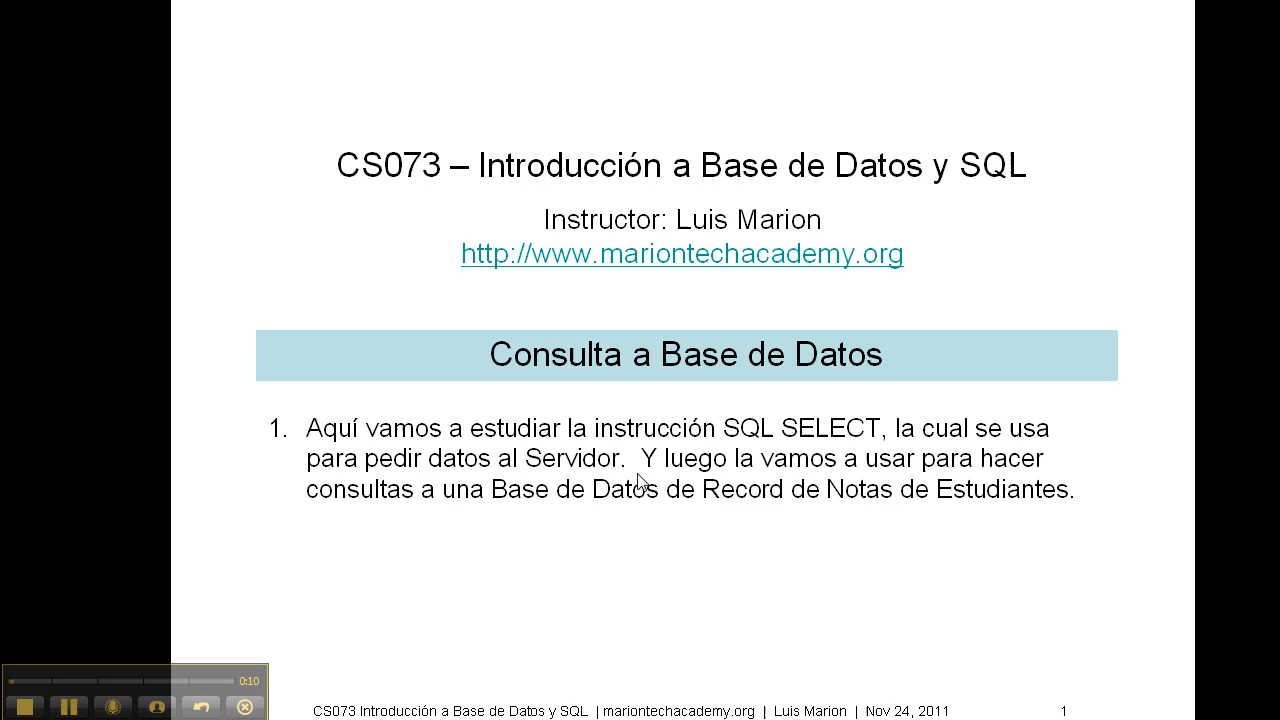 CS073 – Introducción a Base de Datos y SQL
Instructor: Luis Marion
http://www.mariontechacademy.org
Consulta a Base de Datos
1. Aquí vamos a estudiar la instrucción SQL SELECT, la cual se usa
para pedir datos al Servidor.  Y luego la vamos a usar para hacer
consultas a una Base de Datos de Record de Notas de Estudiantes.
0:10
CS073 Introducción a Base de Datos y SQL | mariontechacademy.org | Luis Marion | Nov 24, 2011 1